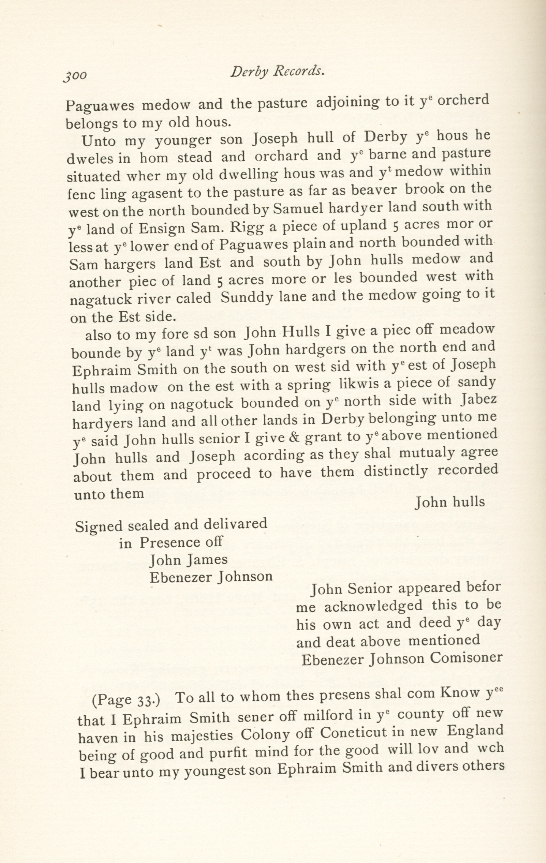 300 Derby Records.
Paguawes medow and the pasture adjoining to it yᵉ orcherd
belongs to my old hous.
Unto my younger son Joseph hull of Derby yᵉ hous he
dweles in hom stead and orchard and yᵉ barne and pasture
situated wher my old dwelling hous was and yᵗ medow within
fenc ling agasent to the pasture as far as beaver brook on the
west on the north bounded by Samuel hardyer land south with
yᵉ land of Ensign Sam. Rigg a piece of upland 5 acres mor or
less at yᵉ lower end of Paguawes plain and north bounded with
Sam hargers land Est and south by John hulls medow and
another piec of land 5 acres more or les bounded west with
nagatuck river caled Sunddy lane and the medow going to it
on the Est side.
also to my fore sd son John Hulls I give a piec off meadow
bounde by yᵉ land yᵗ was John hardgers on the north end and
Ephraim Smith on the south on west sid with yᵉ est of Joseph
hulls madow on the est with a spring likwis a piece of sandy
land lying on nagotuck bounded on yᵉ north side with Jabez
hardyers land and all other lands in Derby belonging unto me
yᵉ said John hulls senior I give & grant to yᵉ above mentioned
John hulls and Joseph acording as they shal mutualy agree
about them and proceed to have them distinctly recorded
unto them
John hulls
Signed sealed and delivared
in Presence off
John James
Ebenezer Johnson
John Senior appeared befor
me acknowledged this to be
his own act and deed yᵉ day
and deat above mentioned
Ebenezer Johnson Comisoner
(Page 33.) To all to whom thes presens shal com Know yᵉᵉ
that I Ephraim Smith sener off milford in yᵉ county off new
haven in his majesties Colony off Coneticut in new England
being of good and purfit mind for the good will lov and wch
I bear unto my youngest son Ephraim Smith and divers others